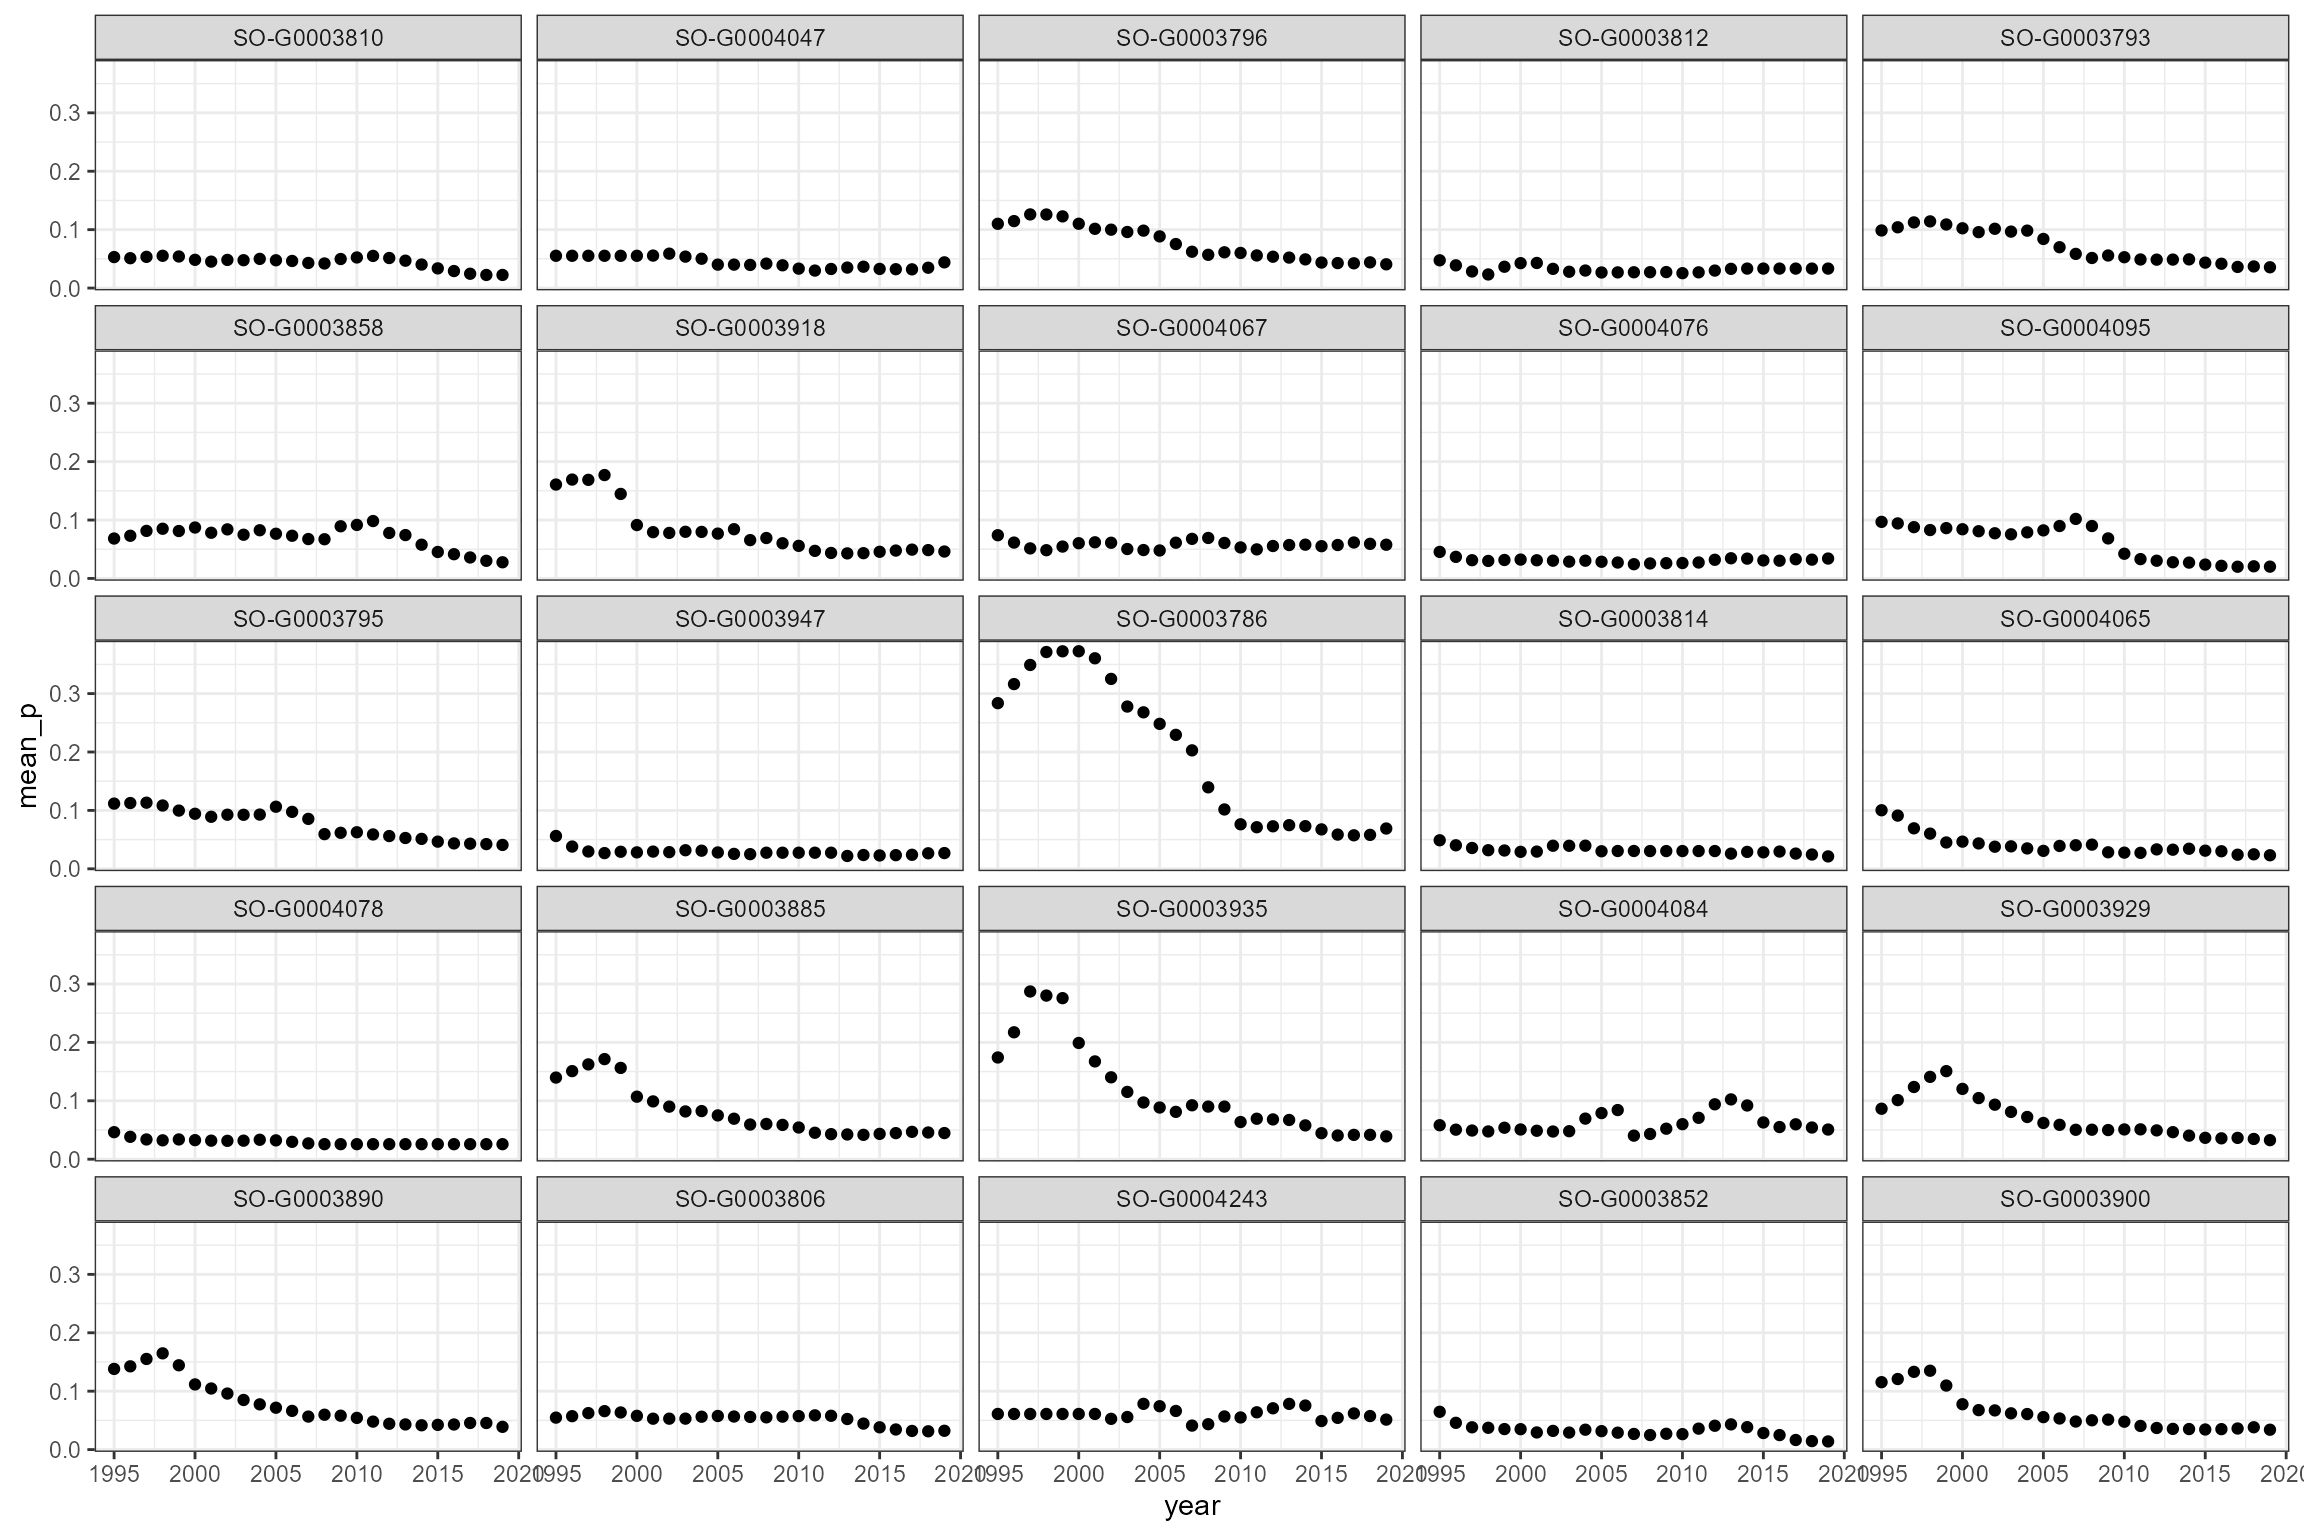 SO-G0003810 SO-G0004047 SO-G0003796 SO-G0003812 SO-G0003793
0.3
0.2
0.1
0.0
SO-G0003858 SO-G0003918 SO-G0004067 SO-G0004076 SO-G0004095
0.3
0.2
0.1
0.0
SO-G0003795 SO-G0003947 SO-G0003786 SO-G0003814 SO-G0004065
0.3
0.2
0.1
0.0
mean_p
SO-G0004078 SO-G0003885 SO-G0003935 SO-G0004084 SO-G0003929
0.3
0.2
0.1
0.0
SO-G0003890 SO-G0003806 SO-G0004243 SO-G0003852 SO-G0003900
0.3
0.2
0.1
0.0
1995 2000 2005 2010 2015 2020 1995 2000 2005 2010 2015 2020 1995 2000 2005 2010 2015 2020 1995 2000 2005 2010 2015 2020 1995 2000 2005 2010 2015 2020
year